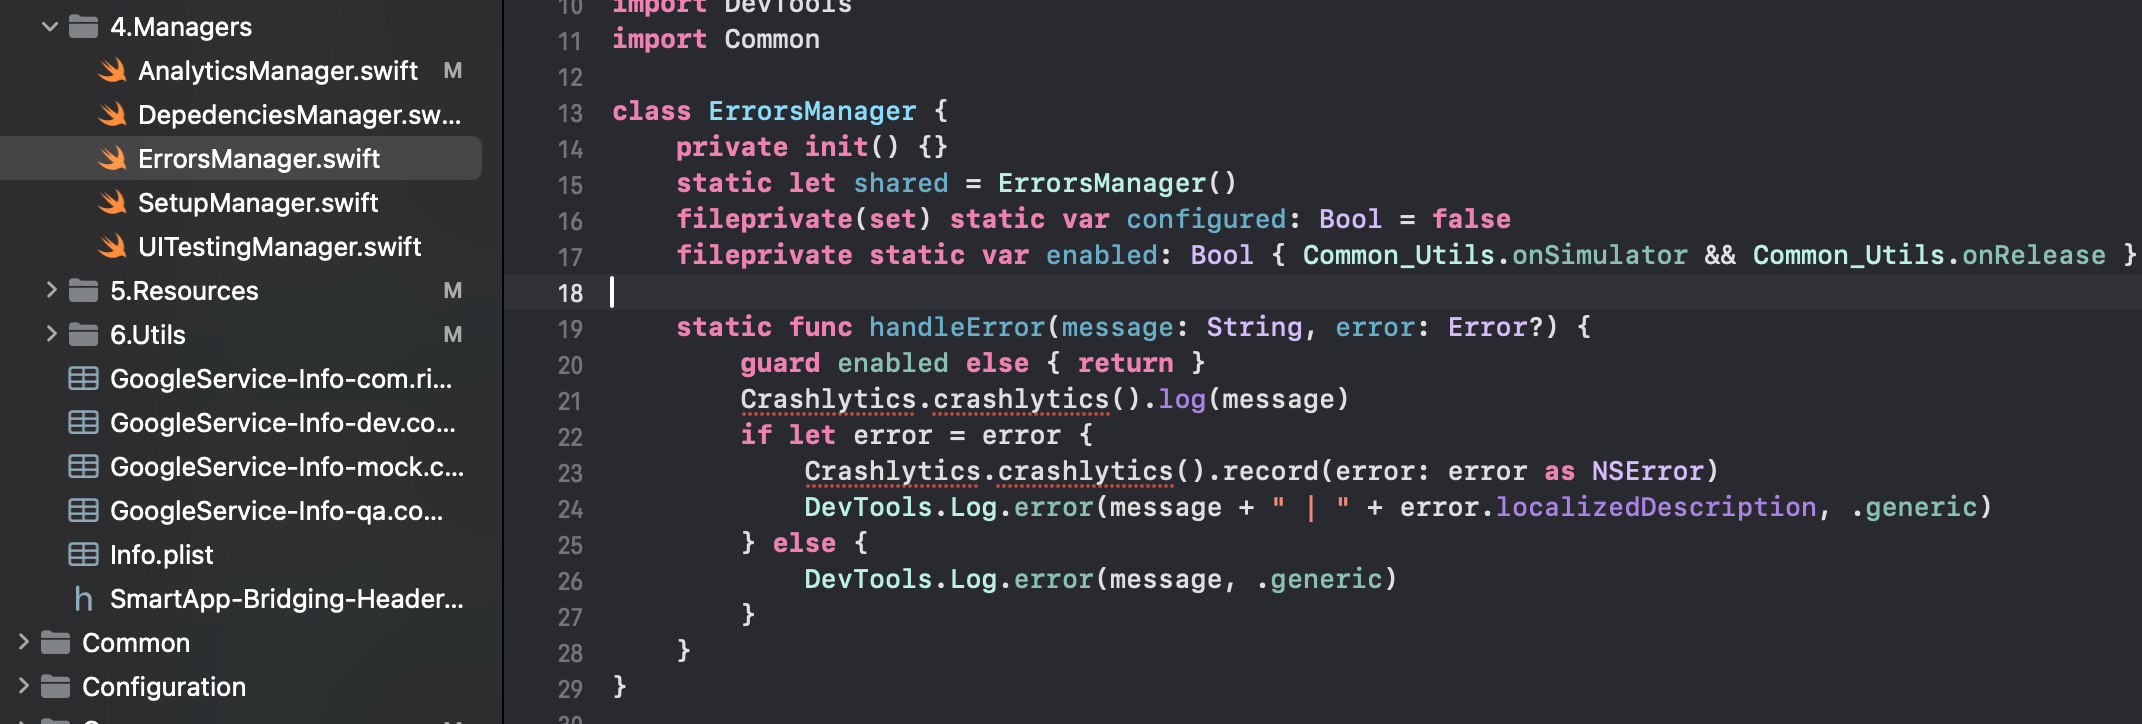 4.Managers
AnalyticsManager.swift M
DepedenciesManager.sw...
ErrorsManager.swift
SetupManager.swift
UITestingManager.swift
5.Resources M
6.Utils M
GoogleService-Info-com.ri...
GoogleService-Info-dev.co...
GoogleService-Info-mock.c...
GoogleService-Info-qa.co...
Info.plist
h SmartApp-Bridging-Header...
Common
Configuration
10 import DevTools
11 import Common
12
13 class ErrorsManager {
14     private init() {}
15     static let shared = ErrorsManager()
16     fileprivate(set) static var configured: Bool = false
17     fileprivate static var enabled: Bool { Common_Utils.onSimulator && Common_Utils.onRelease }
18
19     static func handleError(message: String, error: Error?) {
20         guard enabled else { return }
21         Crashlytics.crashlytics().log(message)
22         if let error = error {
23             Crashlytics.crashlytics().record(error: error as NSError)
24             DevTools.Log.error(message + " | " + error.localizedDescription, .generic)
25         } else {
26             DevTools.Log.error(message, .generic)
27         }
28     }
29 }
30